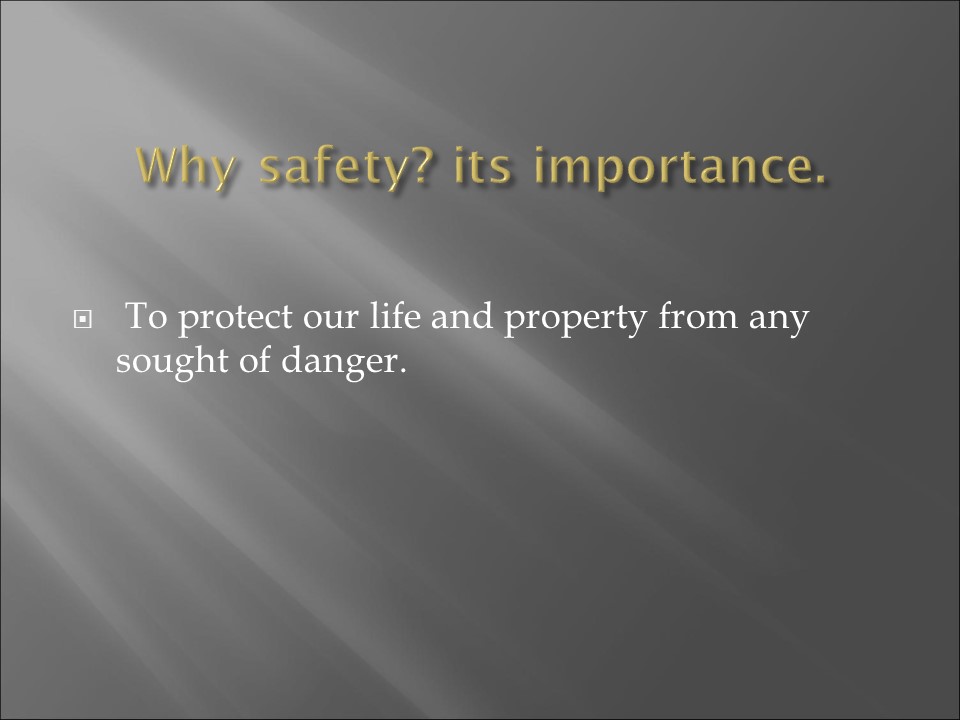 Why safety? its importance.
To protect our life and property from any
sought of danger.